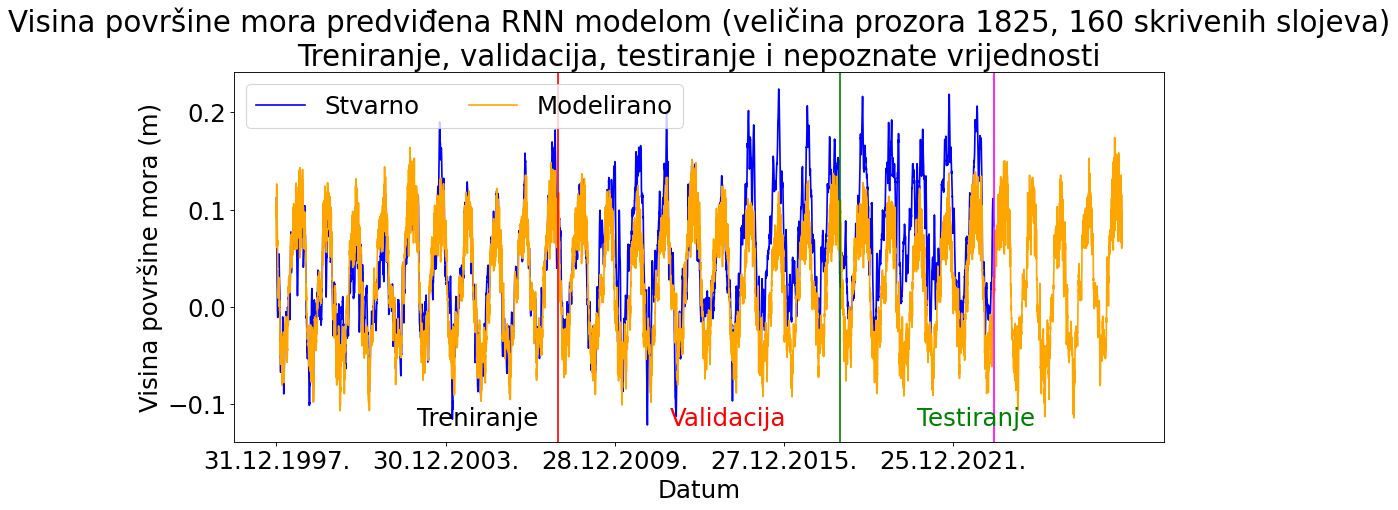 Visina površine mora predviđena RNN modelom (veličina prozora 1825, 160 skrivenih slojeva)
Treniranje, validacija, testiranje i nepoznate vrijednosti
Stvarno
Modelirano
0.2
0.1
0.0
−0.1
Visina površine mora (m)
Treniranje
Validacija
Testiranje
31.12.1997.
30.12.2003.
28.12.2009.
27.12.2015.
25.12.2021.
Datum